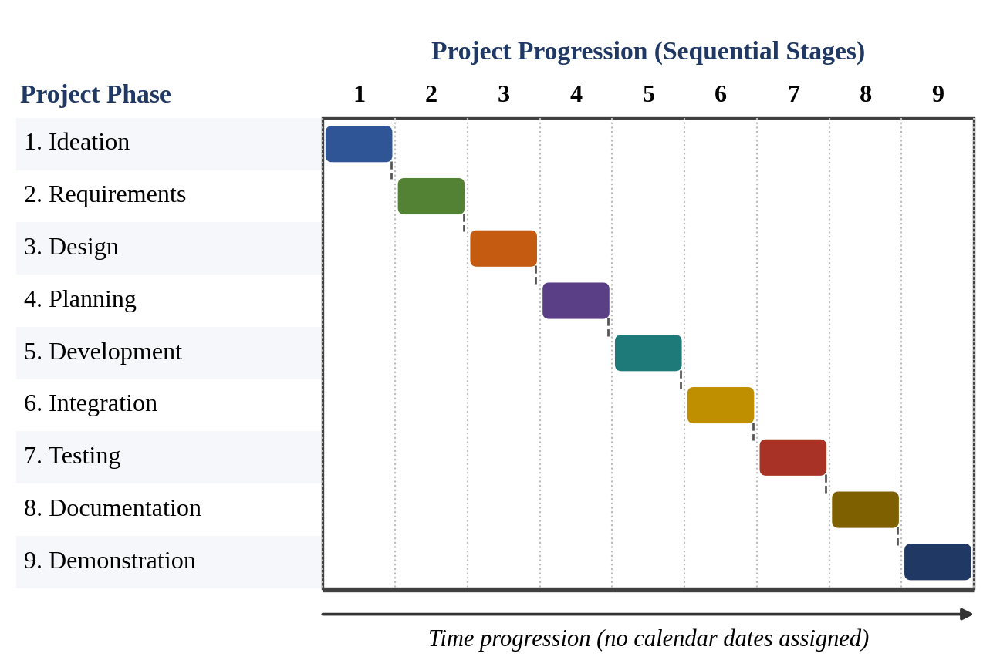 Project Progression (Sequential Stages)
Project Phase 1 2 3 4 5 6 7 8 9
1. Ideation
2. Requirements
3. Design
4. Planning
5. Development
6. Integration
7. Testing
8. Documentation
9. Demonstration
Time progression (no calendar dates assigned)